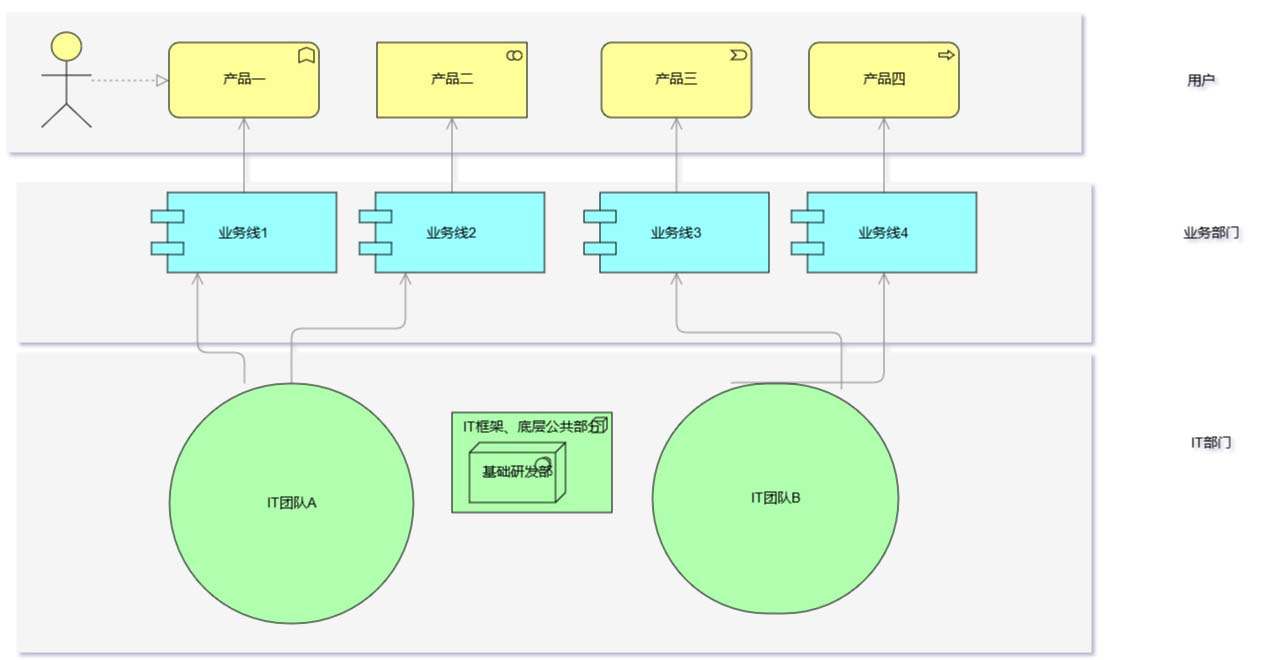 产品一
产品二
产品三
产品四
用户
业务线1
业务线2
业务线3
业务线4
业务部门
IT框架、底层公共部分
基础研发部
IT部门
IT团队A
IT团队B